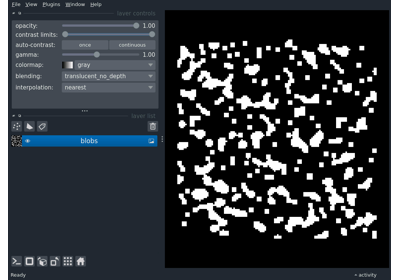 File View Plugins Window Help
layer controls
opacity: 1.00
contrast limits:
auto-contrast: once continuous
gamma: 1.00
colormap: gray
blending: translucent_no_depth
interpolation: nearest
layer list
blobs
Ready activity